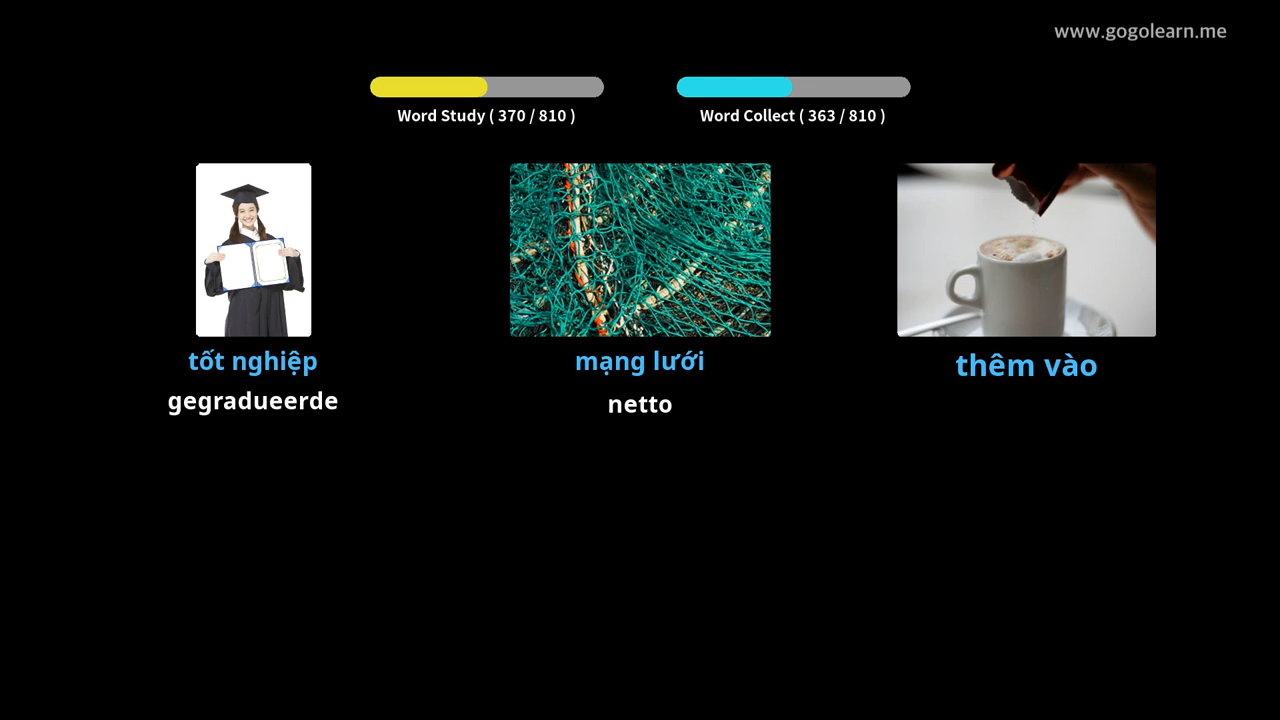 www.gogolearn.me
Word Study ( 370 / 810 )
Word Collect ( 363 / 810 )
tốt nghiệp
gegradueerde
mạng lưới
netto
thêm vào